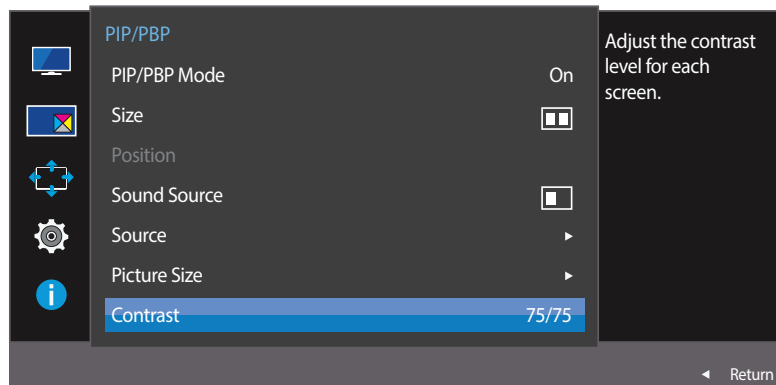 PIP/PBP
PIP/PBP Mode On
Size
Position
Sound Source
Source
Picture Size
Contrast 75/75
Adjust the contrast
level for each
screen.
Return